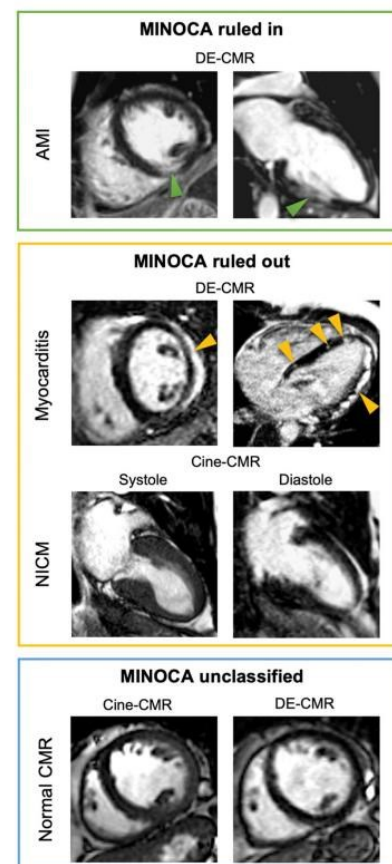 MINOCA ruled in
DE-CMR
AMI
MINOCA ruled out
DE-CMR
Myocarditis
Cine-CMR
Systole Diastole
NICM
MINOCA unclassified
Cine-CMR DE-CMR
Normal CMR